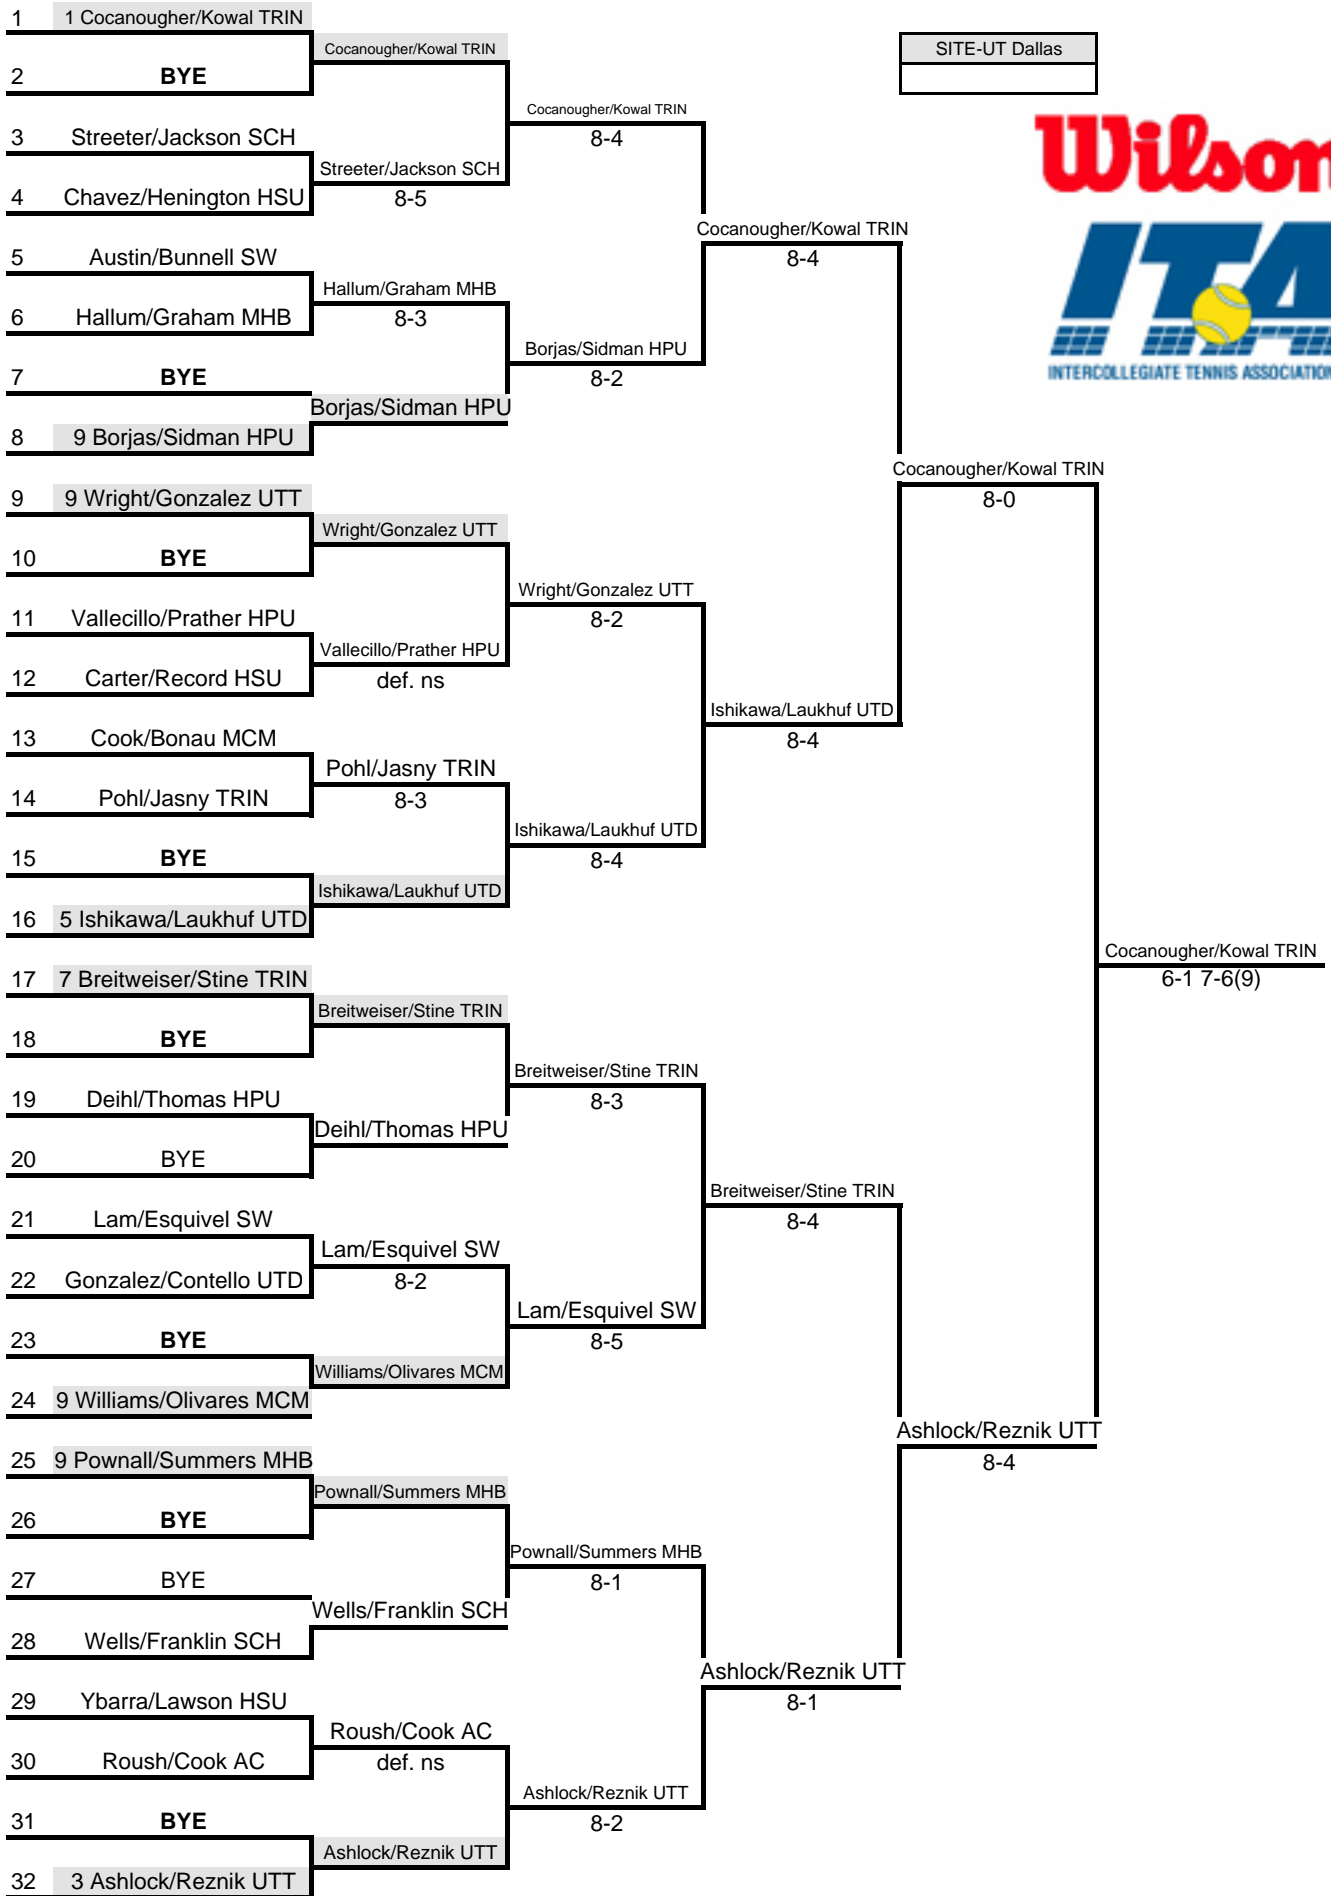 1 1 Cocanougher/Kowal TRIN
Cocanougher/Kowal TRIN
SITE-UT Dallas
2 BYE
Cocanougher/Kowal TRIN
8-4
3 Streeter/Jackson SCH
Streeter/Jackson SCH
8-5
4 Chavez/Henington HSU
Wilson
Cocanougher/Kowal TRIN
8-4
5 Austin/Bunnell SW
Hallum/Graham MHB
8-3
6 Hallum/Graham MHB
ITA
INTERCOLLEGIATE TENNIS ASSOCIATION
Borjas/Sidman HPU
8-2
7 BYE
Borjas/Sidman HPU
8 9 Borjas/Sidman HPU
Cocanougher/Kowal TRIN
8-0
9 9 Wright/Gonzalez UTT
Wright/Gonzalez UTT
10 BYE
Wright/Gonzalez UTT
8-2
11 Vallecillo/Prather HPU
Vallecillo/Prather HPU
def. ns
12 Carter/Record HSU
Ishikawa/Laukhuf UTD
8-4
13 Cook/Bonau MCM
Pohl/Jasny TRIN
8-3
14 Pohl/Jasny TRIN
Ishikawa/Laukhuf UTD
8-4
15 BYE
Ishikawa/Laukhuf UTD
16 5 Ishikawa/Laukhuf UTD
Cocanougher/Kowal TRIN
6-1 7-6(9)
17 7 Breitweiser/Stine TRIN
Breitweiser/Stine TRIN
18 BYE
Breitweiser/Stine TRIN
8-3
19 Deihl/Thomas HPU
Deihl/Thomas HPU
20 BYE
Breitweiser/Stine TRIN
8-4
21 Lam/Esquivel SW
Lam/Esquivel SW
8-2
22 Gonzalez/Contello UTD
Lam/Esquivel SW
8-5
23 BYE
Williams/Olivares MCM
24 9 Williams/Olivares MCM
Ashlock/Reznik UTT
8-4
25 9 Pownall/Summers MHB
Pownall/Summers MHB
26 BYE
Pownall/Summers MHB
8-1
27 BYE
Wells/Franklin SCH
28 Wells/Franklin SCH
Ashlock/Reznik UTT
8-1
29 Ybarra/Lawson HSU
Roush/Cook AC
def. ns
30 Roush/Cook AC
Ashlock/Reznik UTT
8-2
31 BYE
Ashlock/Reznik UTT
32 3 Ashlock/Reznik UTT